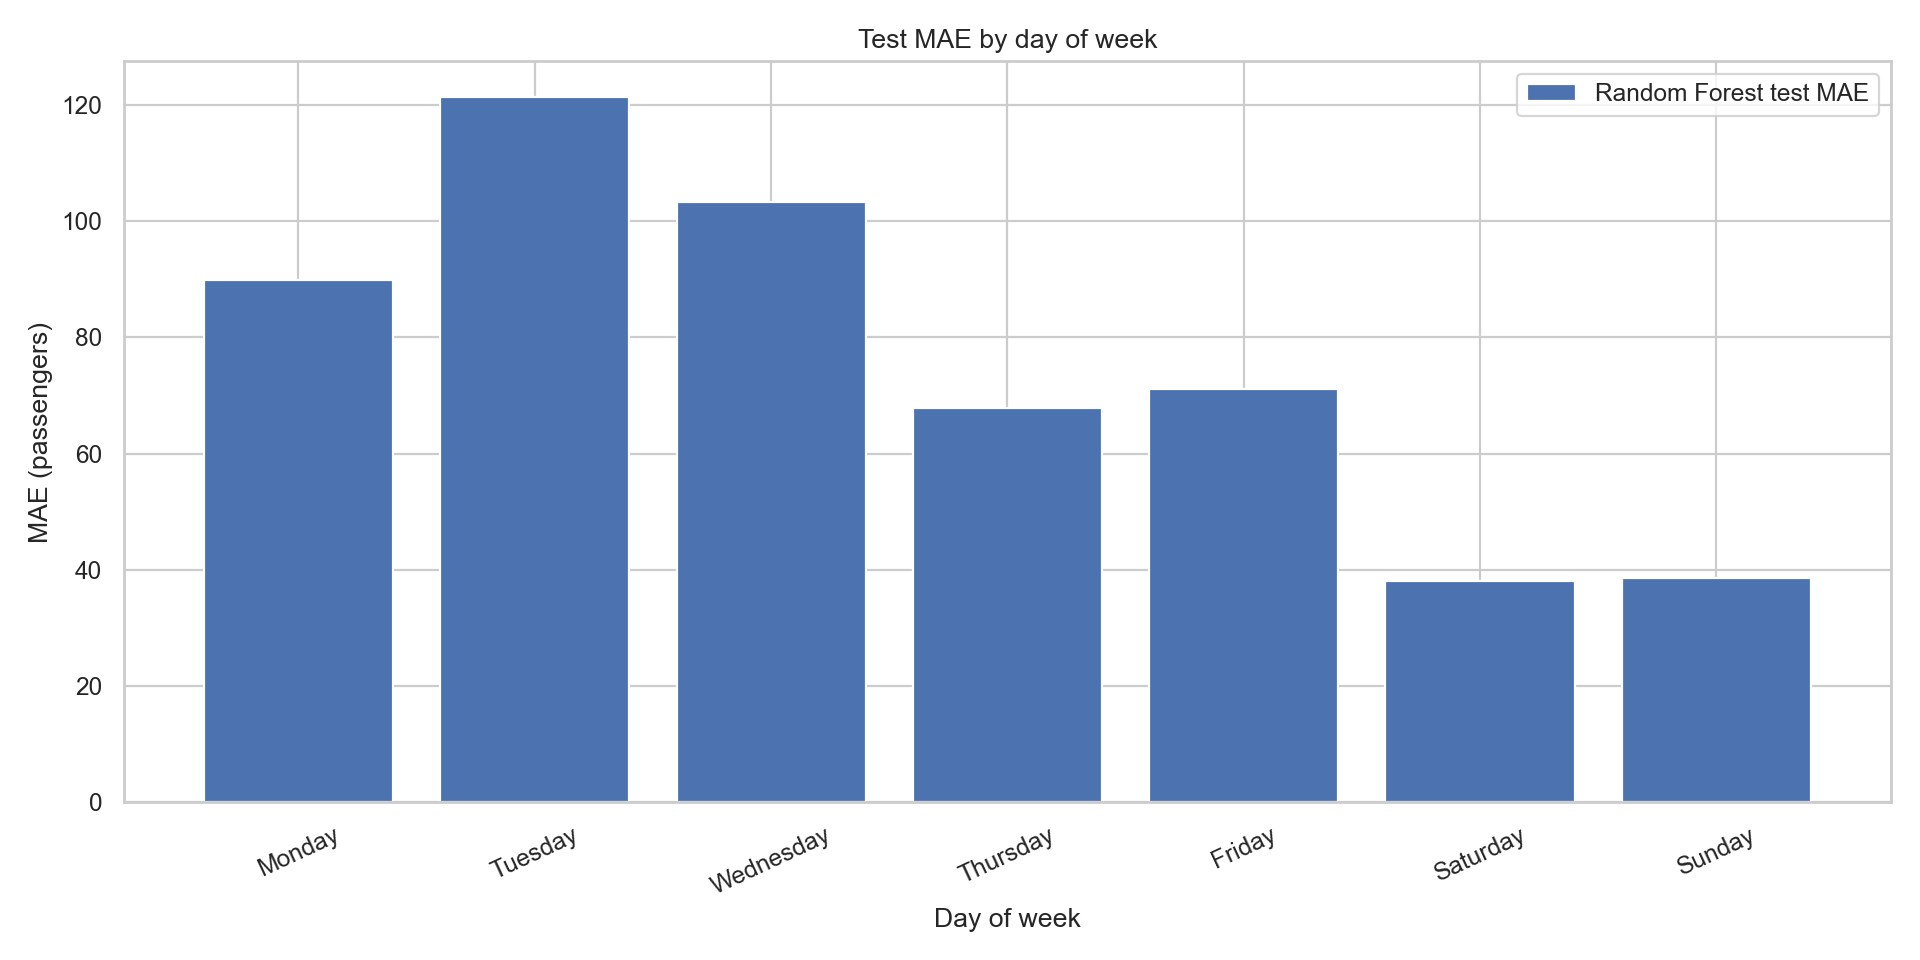 Test MAE by day of week
Random Forest test MAE
MAE (passengers)
120
100
80
60
40
20
0
Monday
Tuesday
Wednesday
Thursday
Friday
Saturday
Sunday
Day of week